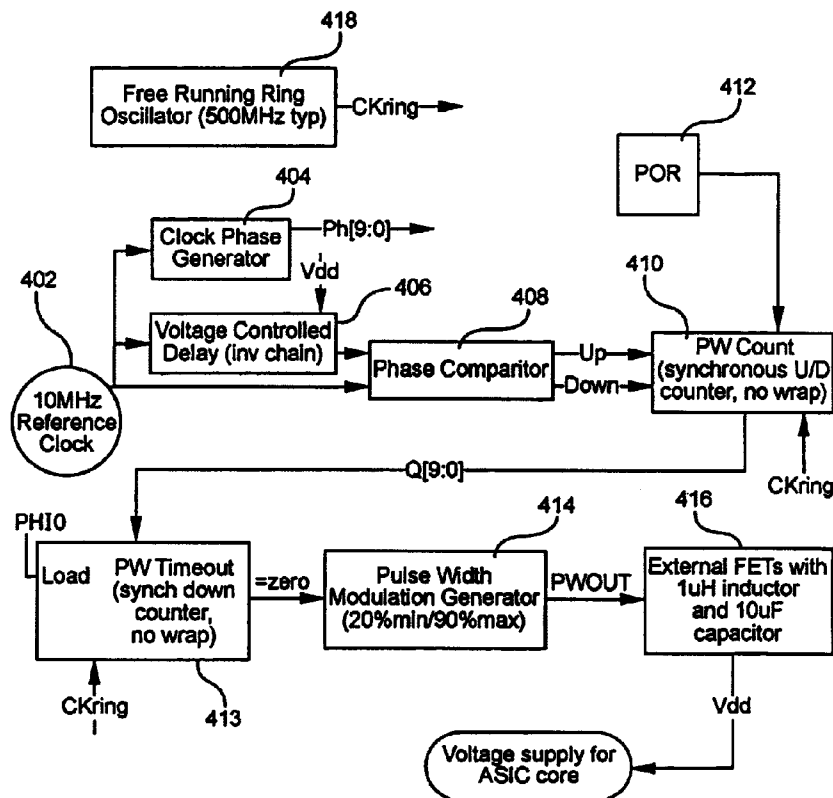 418
Free Running Ring
Oscillator (500MHz typ)
CKring
412
POR
404
Clock Phase
Generator
Ph[9:0]
Vdd
402
406
Voltage Controlled
Delay (inv chain)
408
Phase Comparitor
Up
Down
410
PW Count
(synchronous U/D
counter, no wrap)
10MHz
Reference
Clock
Q[9:0]
CKring
PHI0
Load
PW Timeout
(synch down
counter,
no wrap)
=zero
414
Pulse Width
Modulation Generator
(20%min/90%max)
PWOUT
416
External FETs with
1uH inductor
and 10uF
capacitor
CKring
413
Vdd
Voltage supply for
ASIC core